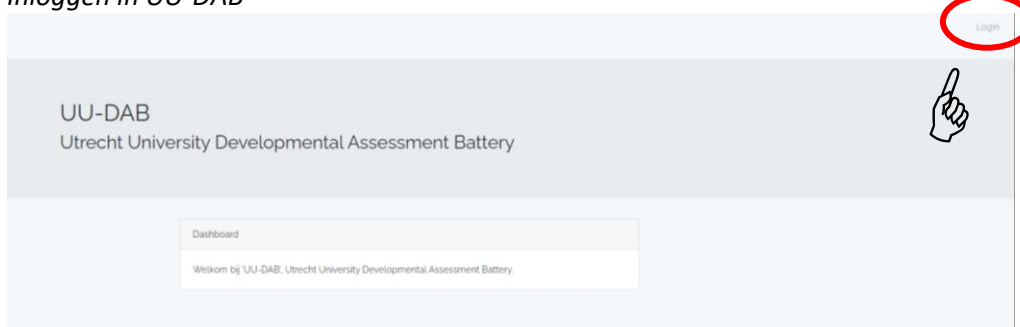 Inloggen in UU-DAB
Login
UU-DAB
Utrecht University Developmental Assessment Battery
Dashboard
Welkom bij 'UU-DAB', Utrecht University Developmental Assessment Battery.